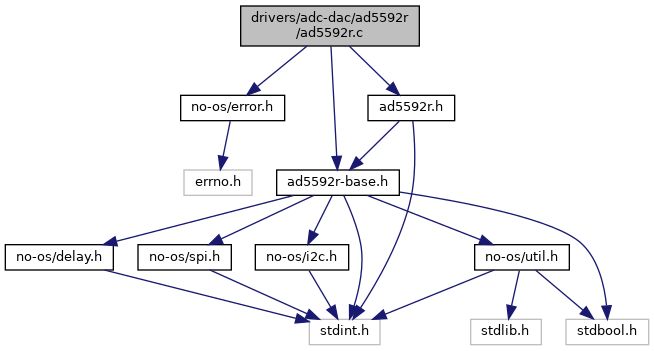 drivers/adc-dac/ad5592r
/ad5592r.c
no-os/error.h
ad5592r.h
errno.h
ad5592r-base.h
no-os/delay.h
no-os/spi.h
no-os/i2c.h
no-os/util.h
stdint.h
stdlib.h
stdbool.h